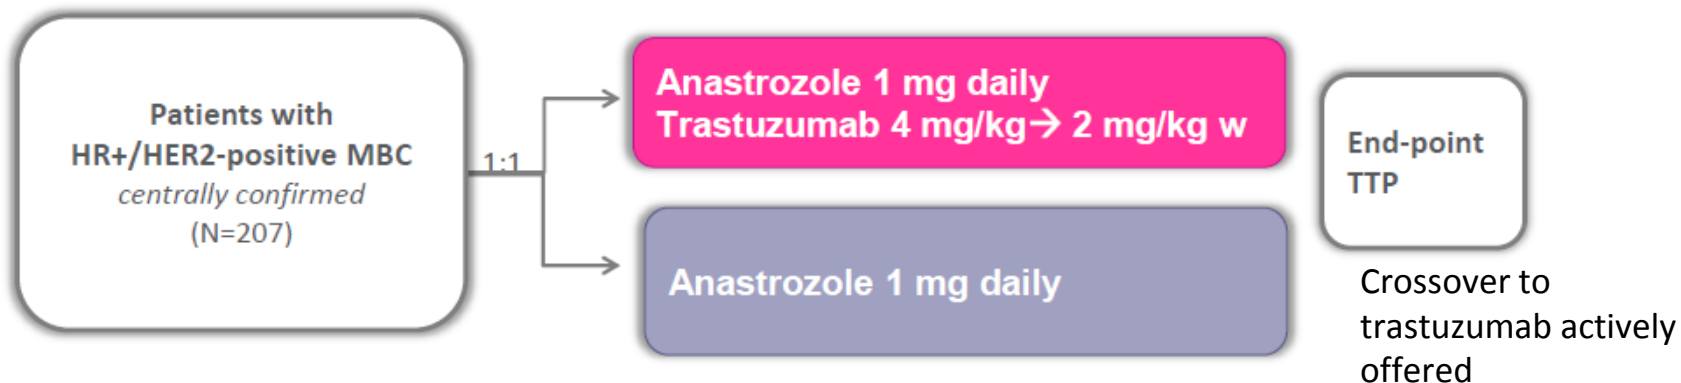 Patients with
HR+/HER2-positive MBC
centrally confirmed
(N=207)
1:1
Anastrozole 1 mg daily
Trastuzumab 4 mg/kg→ 2 mg/kg w
Anastrozole 1 mg daily
End-point
TTP
Crossover to
trastuzumab actively
offered